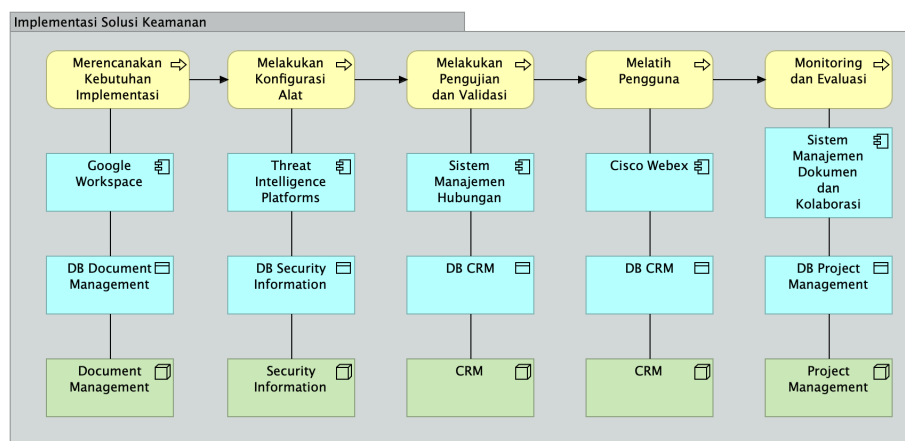 Implementasi Solusi Keamanan
Merencanakan
Kebutuhan
Implementasi
Melakukan
Konfigurasi
Alat
Melakukan
Pengujian
dan Validasi
Melatih
Pengguna
Monitoring
dan Evaluasi
Google
Workspace
Threat
Intelligence
Platforms
Sistem
Manajemen
Hubungan
Cisco Webex
Sistem
Manajemen
Dokumen
dan
Kolaborasi
DB Document
Management
DB Security
Information
DB CRM
DB CRM
DB Project
Management
Document
Management
Security
Information
CRM
CRM
Project
Management